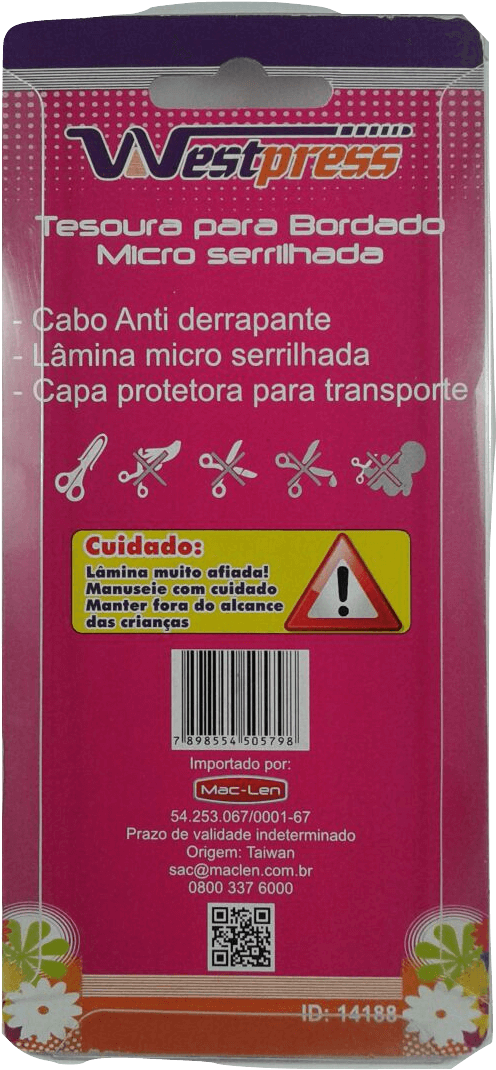 Westpress
Tesoura para Bordado
Micro serrilhada
- Cabo Anti derrapante
- Lâmina micro serrilhada
- Capa protetora para transporte
Cuidado:
Lâmina muito afiada!
Manuseie com cuidado
Manter fora do alcance
das crianças
!
7 898554 505798
Importado por:
Mac-Len
54.253.067/0001-67
Prazo de validade indeterminado
Origem: Taiwan
sac@maclen.com.br
0800 337 6000
ID: 14188